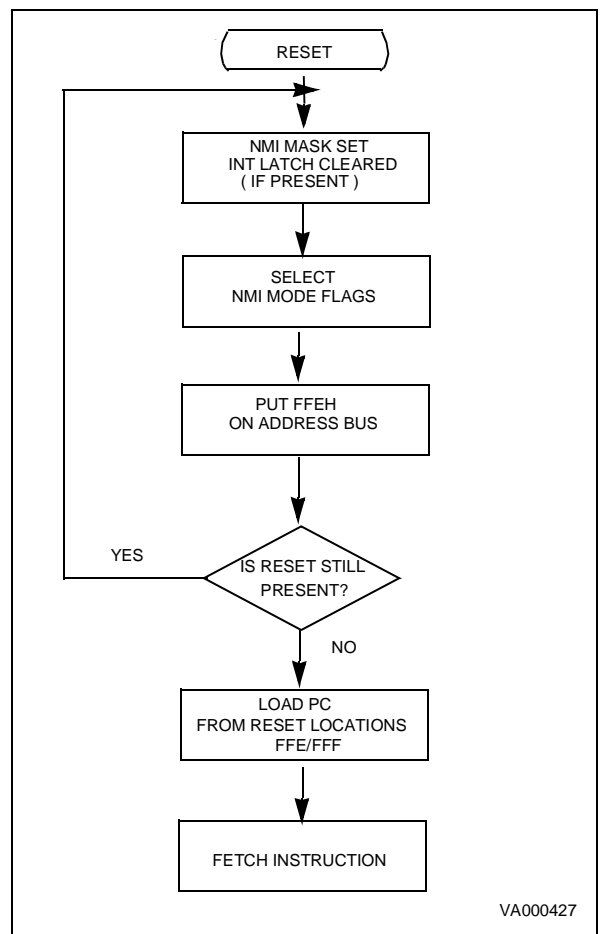 RESET
NMI MASK SET
INT LATCH CLEARED
( IF PRESENT )
SELECT
NMI MODE FLAGS
PUT FFEH
ON ADDRESS BUS
YES
IS RESET STILL
PRESENT?
NO
LOAD PC
FROM RESET LOCATIONS
FFE/FFF
FETCH INSTRUCTION
VA000427